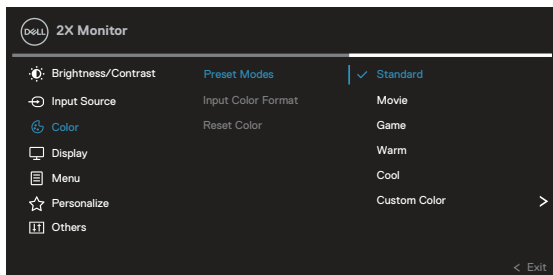 DELL 2X Monitor
Brightness/Contrast Preset Modes Standard
Input Source Input Color Format Movie
Color Reset Color Game
Display Warm
Menu Cool
Personalize Custom Color >
Others
< Exit